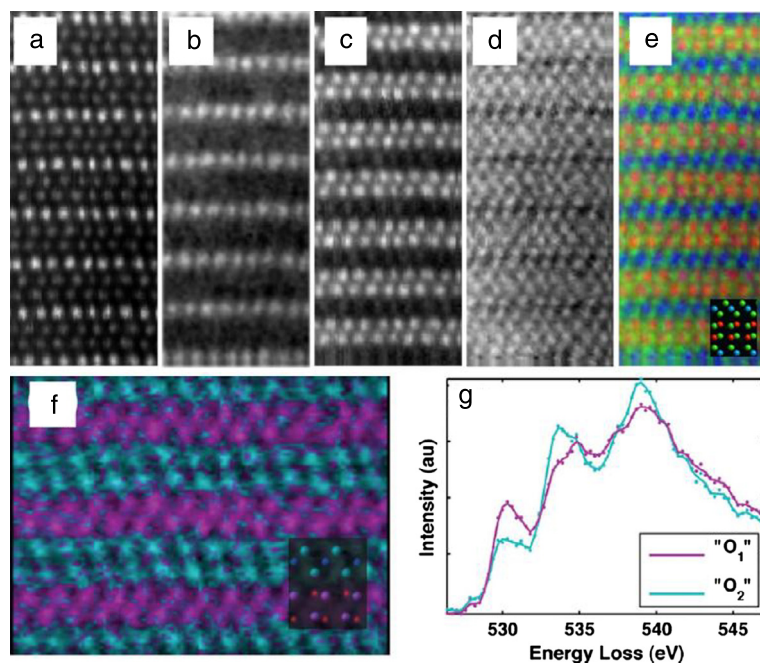 a
b
c
d
e
f
g
Intensity (au)
"O₁"
"O₂"
530 535 540 545
Energy Loss (eV)